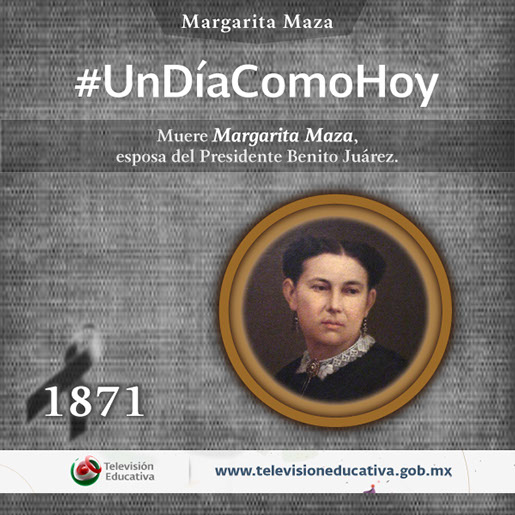 Margarita Maza
#UnDíaComoHoy
Muere Margarita Maza,
esposa del Presidente Benito Juárez.
1871
Televisión
Educativa
www.televisioneducativa.gob.mx